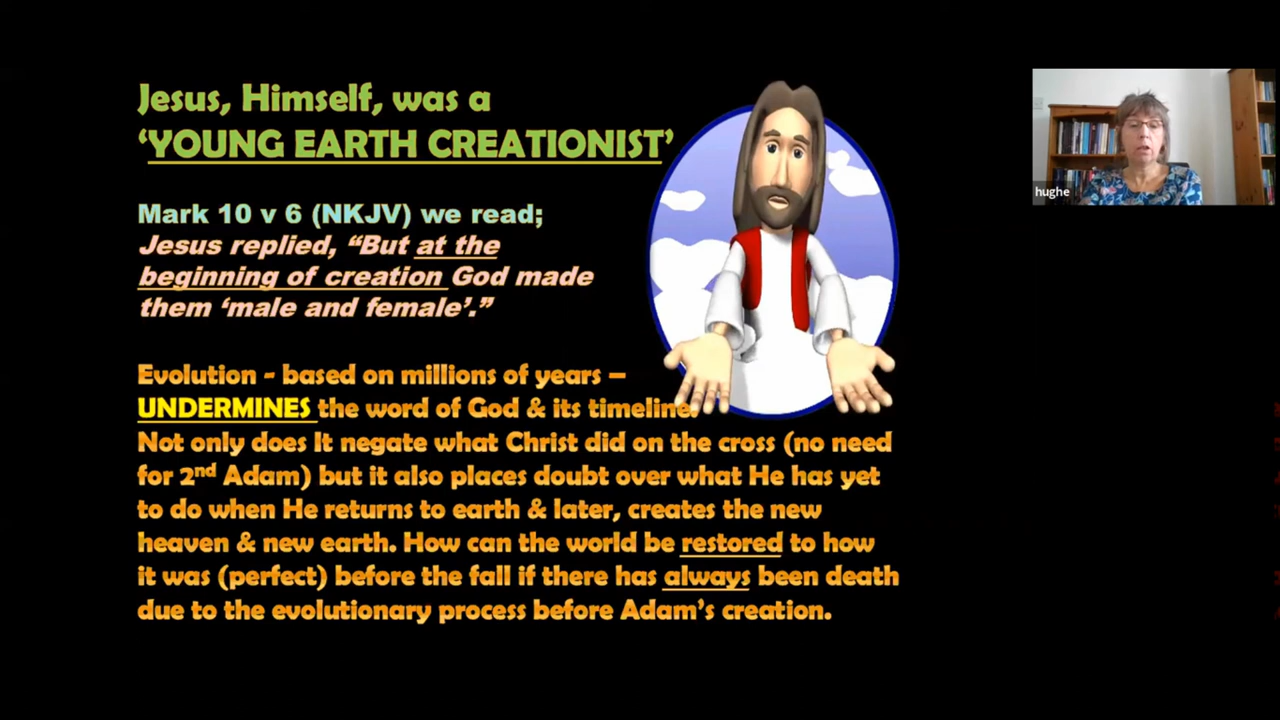 Jesus, Himself, was a
‘YOUNG EARTH CREATIONIST’
Mark 10 v 6 (NKJV) we read;
Jesus replied, “But at the
beginning of creation God made
them ‘male and female’.”
Evolution - based on millions of years –
UNDERMINES the word of God & its timeline.
Not only does It negate what Christ did on the cross (no need
for 2nd Adam) but it also places doubt over what He has yet
to do when He returns to earth & later, creates the new
heaven & new earth. How can the world be restored to how
it was (perfect) before the fall if there has always been death
due to the evolutionary process before Adam’s creation.
hughe